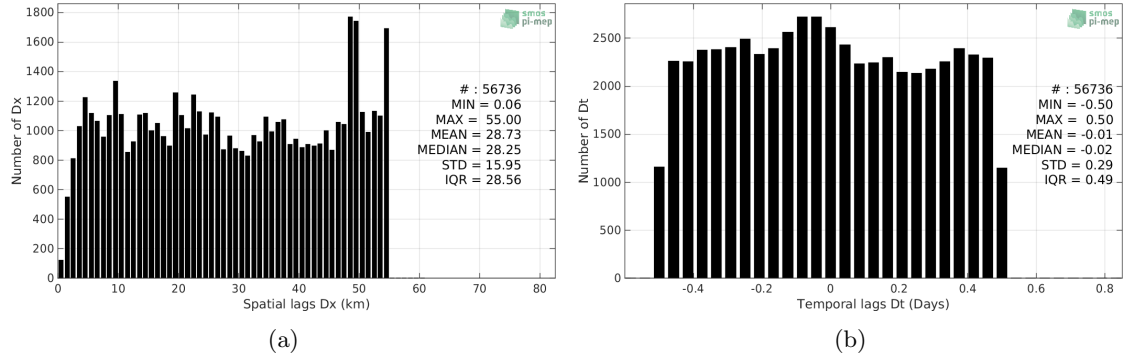 1800
1600
1400
1200
1000
800
600
400
200
0
Number of Dx
0 10 20 30 40 50 60 70 80
Spatial lags Dx (km)
smos
pi-mep
# : 56736
MIN = 0.06
MAX = 55.00
MEAN = 28.73
MEDIAN = 28.25
STD = 15.95
IQR = 28.56
(a)
2500
2000
1500
1000
500
0
Number of Dt
-0.4 -0.2 0 0.2 0.4 0.6 0.8
Temporal lags Dt (Days)
smos
pi-mep
# : 56736
MIN = -0.50
MAX = 0.50
MEAN = -0.01
MEDIAN = -0.02
STD = 0.29
IQR = 0.49
(b)